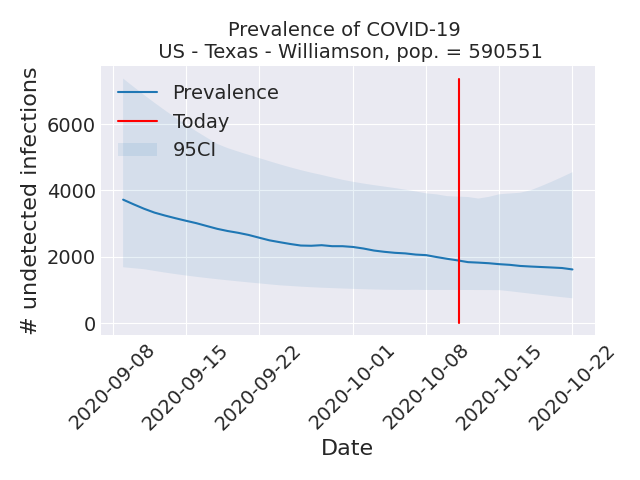 Prevalence of COVID-19
US - Texas - Williamson, pop. = 590551
# undetected infections
6000
4000
2000
0
Prevalence
Today
95CI
2020-09-08
2020-09-15
2020-09-22
2020-10-01
2020-10-08
2020-10-15
2020-10-22
Date